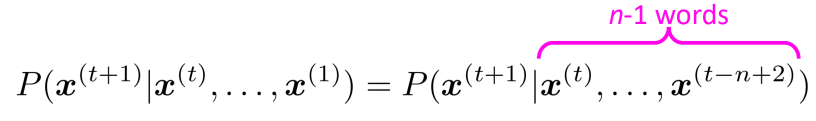 n-1 words
P(x^(t+1)|x^(t), . . . , x^(1)) = P(x^(t+1)|x^(t), . . . , x^(t−n+2))